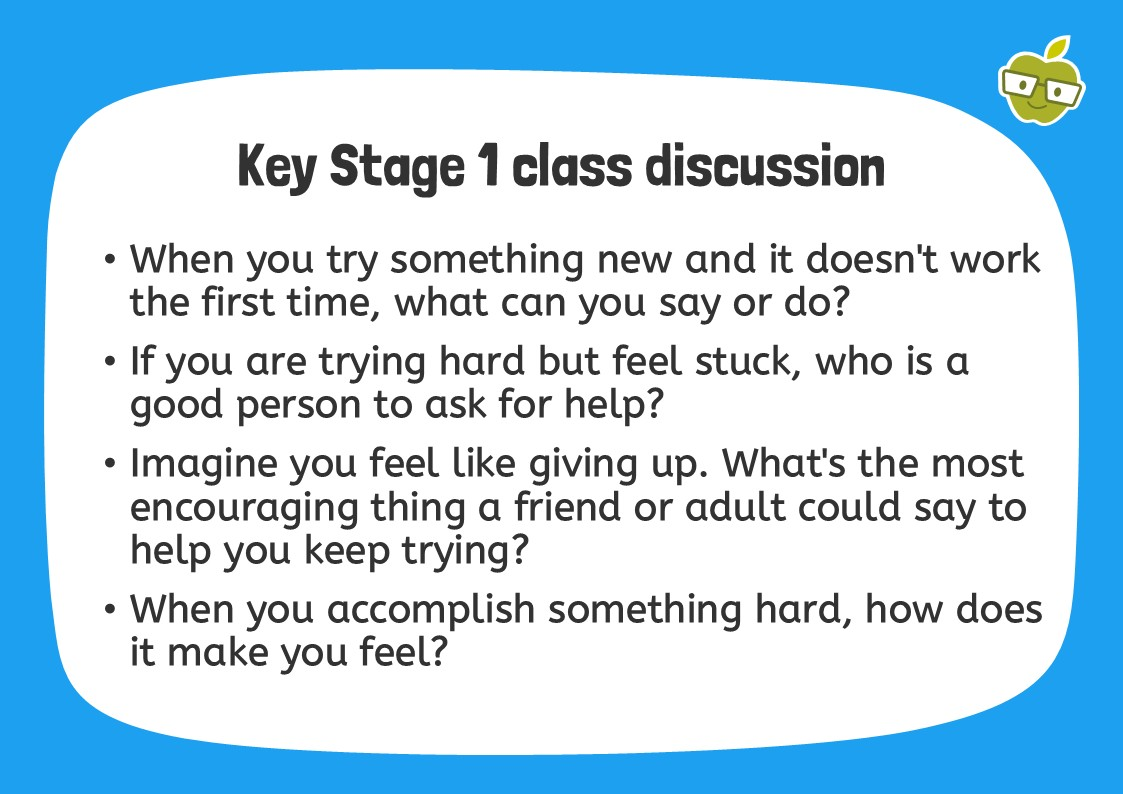 Key Stage 1 class discussion
• When you try something new and it doesn't work
the first time, what can you say or do?
• If you are trying hard but feel stuck, who is a
good person to ask for help?
• Imagine you feel like giving up. What's the most
encouraging thing a friend or adult could say to
help you keep trying?
• When you accomplish something hard, how does
it make you feel?